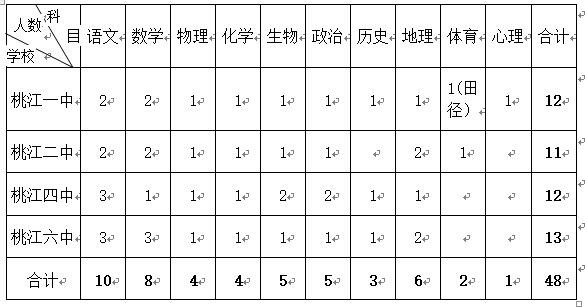 人数 科目 语文 数学 物理 化学 生物 政治 历史 地理 体育 心理 合计
学校
桃江一中 2 2 1 1 1 1 1 1 1(田径） 1 12
桃江二中 2 2 1 1 1 1 2 1 11
桃江四中 3 1 1 1 2 2 1 1 12
桃江六中 3 3 1 1 1 1 1 2 13
合计 10 8 4 4 5 5 3 6 2 1 48